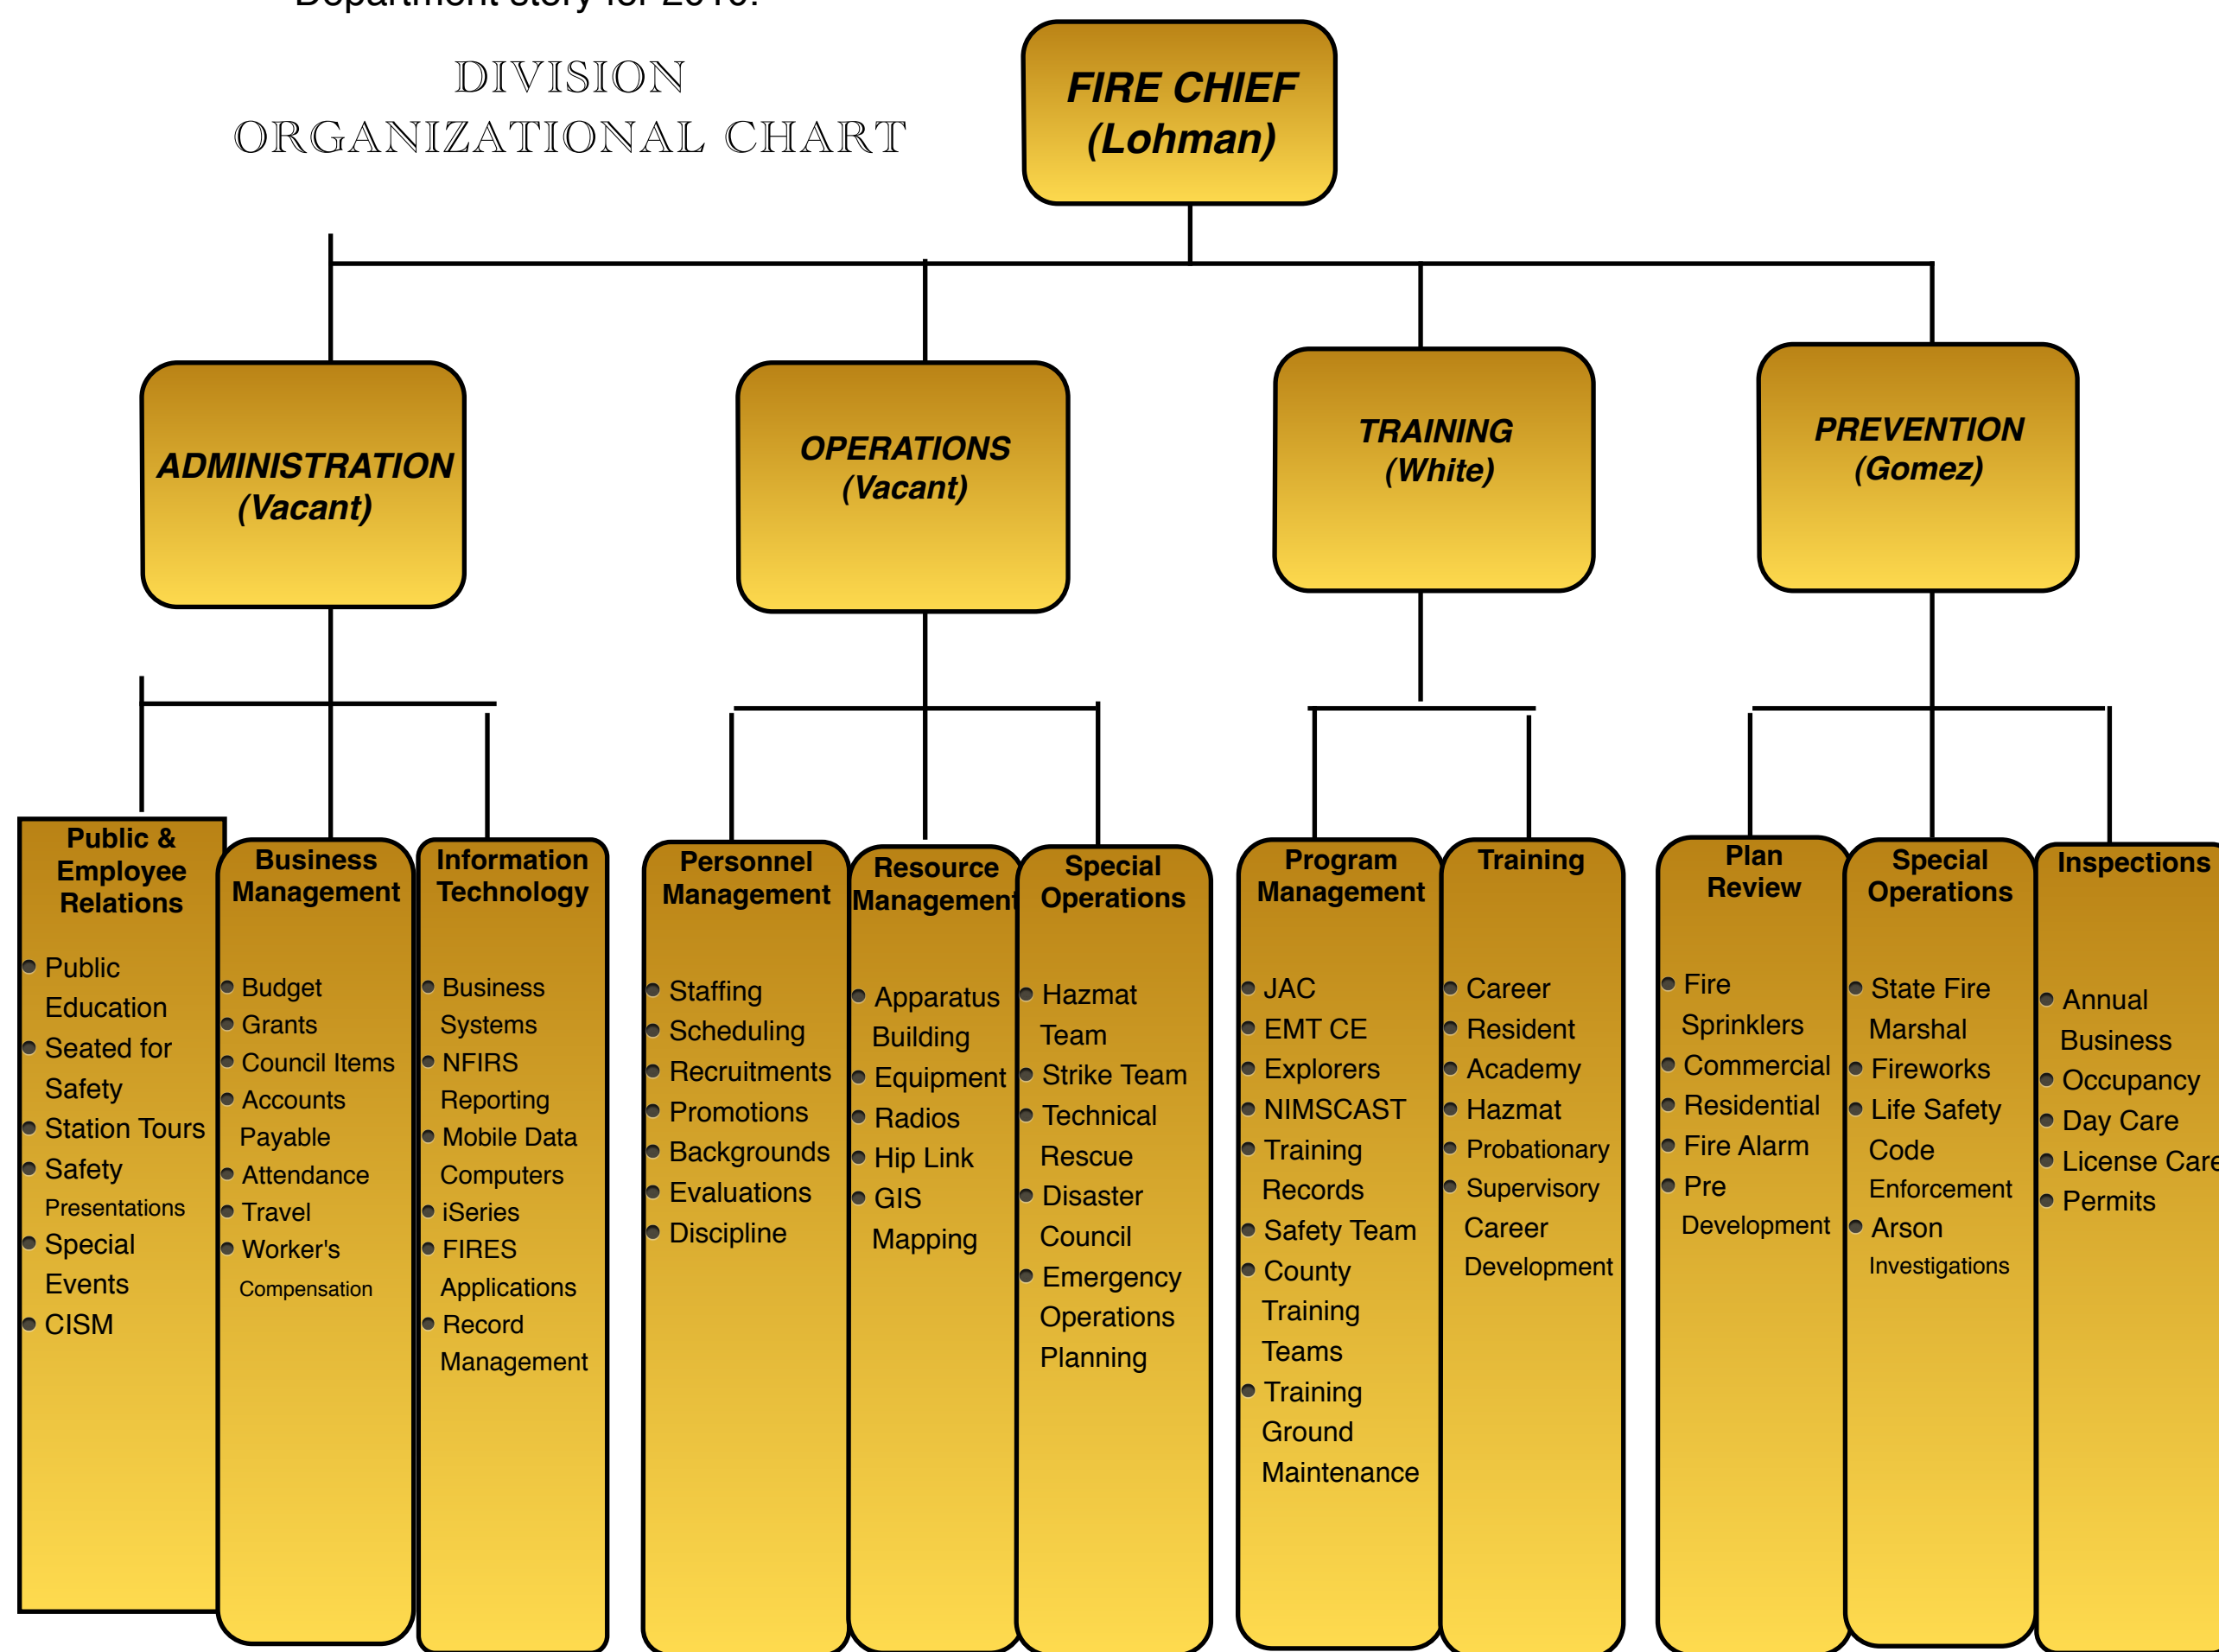 Department story for 2010.
DIVISION
ORGANIZATIONAL CHART
FIRE CHIEF
(Lohman)
ADMINISTRATION
(Vacant)
OPERATIONS
(Vacant)
TRAINING
(White)
PREVENTION
(Gomez)
Public &
Employee
Relations
Public
Education
Seated for
Safety
Station Tours
Safety
Presentations
Special
Events
CISM
Business
Management
Budget
Grants
Council Items
Accounts
Payable
Attendance
Travel
Worker's
Compensation
Information
Technology
Business
Systems
NFIRS
Reporting
Mobile Data
Computers
iSeries
FIRES
Applications
Record
Management
Personnel
Management
Staffing
Scheduling
Recruitments
Promotions
Backgrounds
Evaluations
Discipline
Resource
Management
Apparatus
Building
Equipment
Radios
Hip Link
GIS
Mapping
Special
Operations
Hazmat
Team
Strike Team
Technical
Rescue
Disaster
Council
Emergency
Operations
Planning
Program
Management
JAC
EMT CE
Explorers
NIMSCAST
Training
Records
Safety Team
County
Training
Teams
Training
Ground
Maintenance
Training
Career
Resident
Academy
Hazmat
Probationary
Supervisory
Career
Development
Plan
Review
Fire
Sprinklers
Commercial
Residential
Fire Alarm
Pre
Development
Special
Operations
State Fire
Marshal
Fireworks
Life Safety
Code
Enforcement
Arson
Investigations
Inspections
Annual
Business
Occupancy
Day Care
License Care
Permits